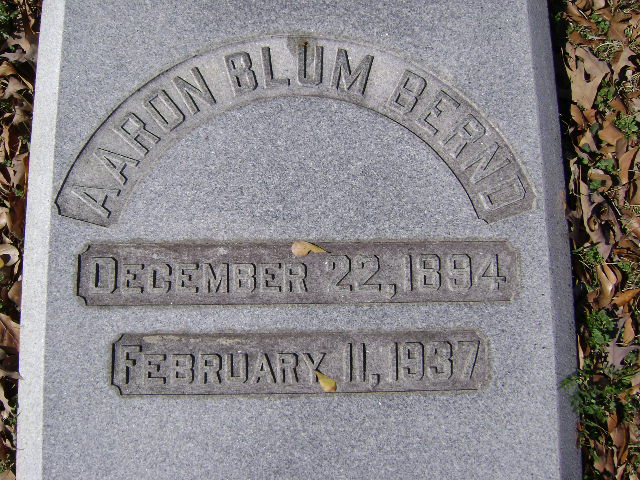 AARON BLUM BERND
DECEMBER 22, 1894
FEBRUARY 11, 1937